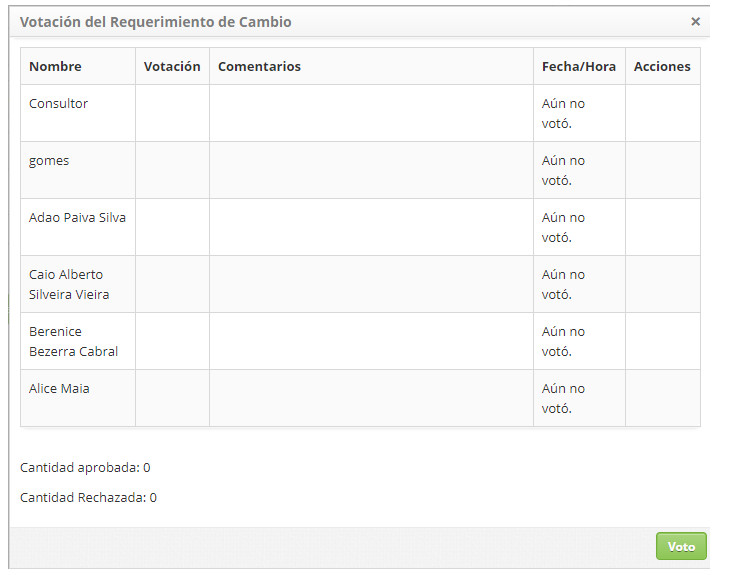 Votación del Requerimiento de Cambio ×
Nombre Votación Comentarios Fecha/Hora Acciones
Consultor Aún no
votó.
gomes Aún no
votó.
Adao Paiva Silva Aún no
votó.
Caio Alberto Aún no
Silveira Vieira votó.
Berenice Aún no
Bezerra Cabral votó.
Alice Maia Aún no
votó.
Cantidad aprobada: 0
Cantidad Rechazada: 0
Voto